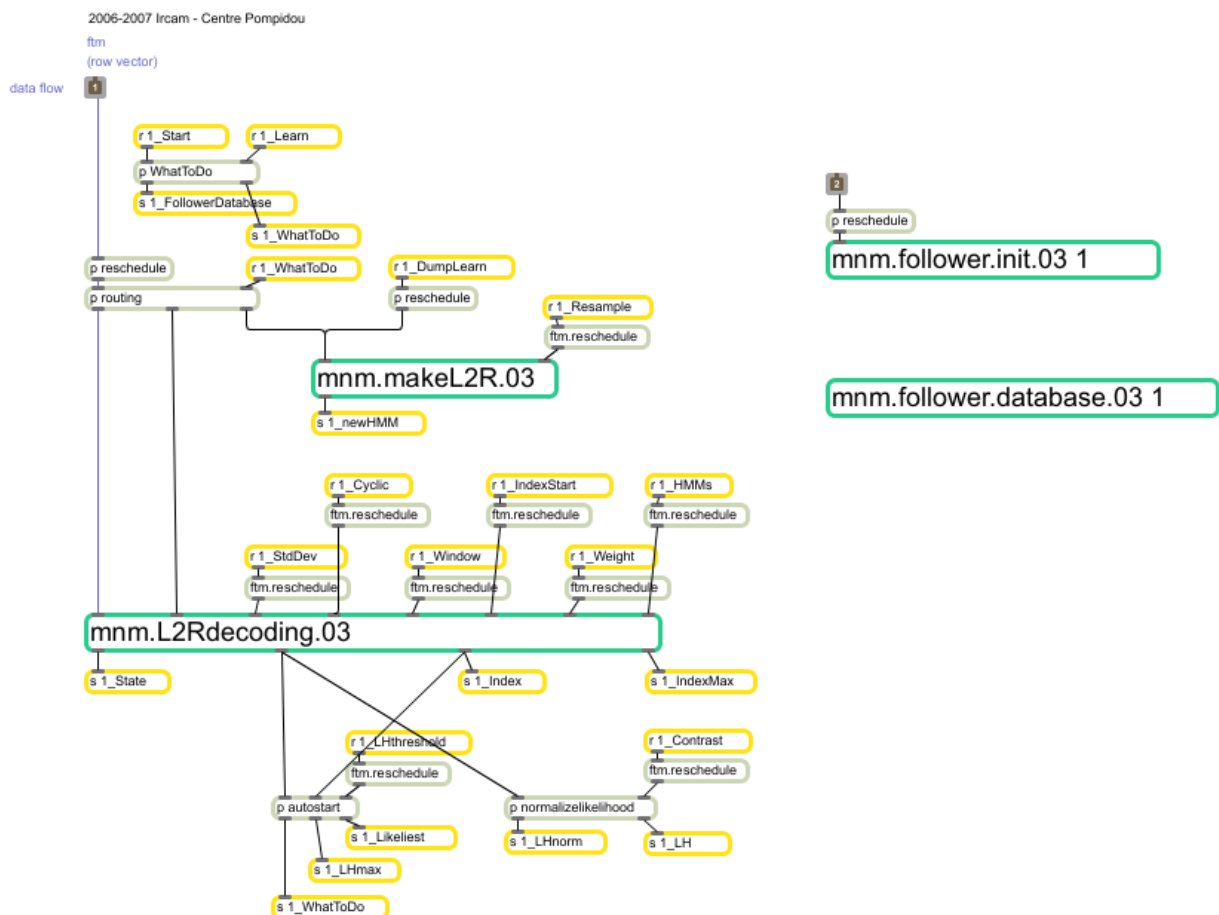 2006-2007 Ircam - Centre Pompidou
ftm
(row vector)
data flow
1
r 1_Start
r 1_Learn
p WhatToDo
s 1_FollowerDatabase
s 1_WhatToDo
2
p reschedule
mnm.follower.init.03 1
p reschedule
r 1_WhatToDo
r 1_DumpLearn
p routing
p reschedule
r 1_Resample
ftm.reschedule
mnm.makeL2R.03
s 1_newHMM
mnm.follower.database.03 1
r 1_Cyclic
r 1_IndexStart
r 1_HMMs
ftm.reschedule
ftm.reschedule
ftm.reschedule
r 1_StdDev
r 1_Window
r 1_Weight
ftm.reschedule
ftm.reschedule
ftm.reschedule
mnm.L2Rdecoding.03
s 1_State
s 1_Index
s 1_IndexMax
r 1_LHthreshold
r 1_Contrast
ftm.reschedule
ftm.reschedule
p autostart
p normalizelikelihood
s 1_Likeliest
s 1_LHnorm
s 1_LH
s 1_LHmax
s 1_WhatToDo